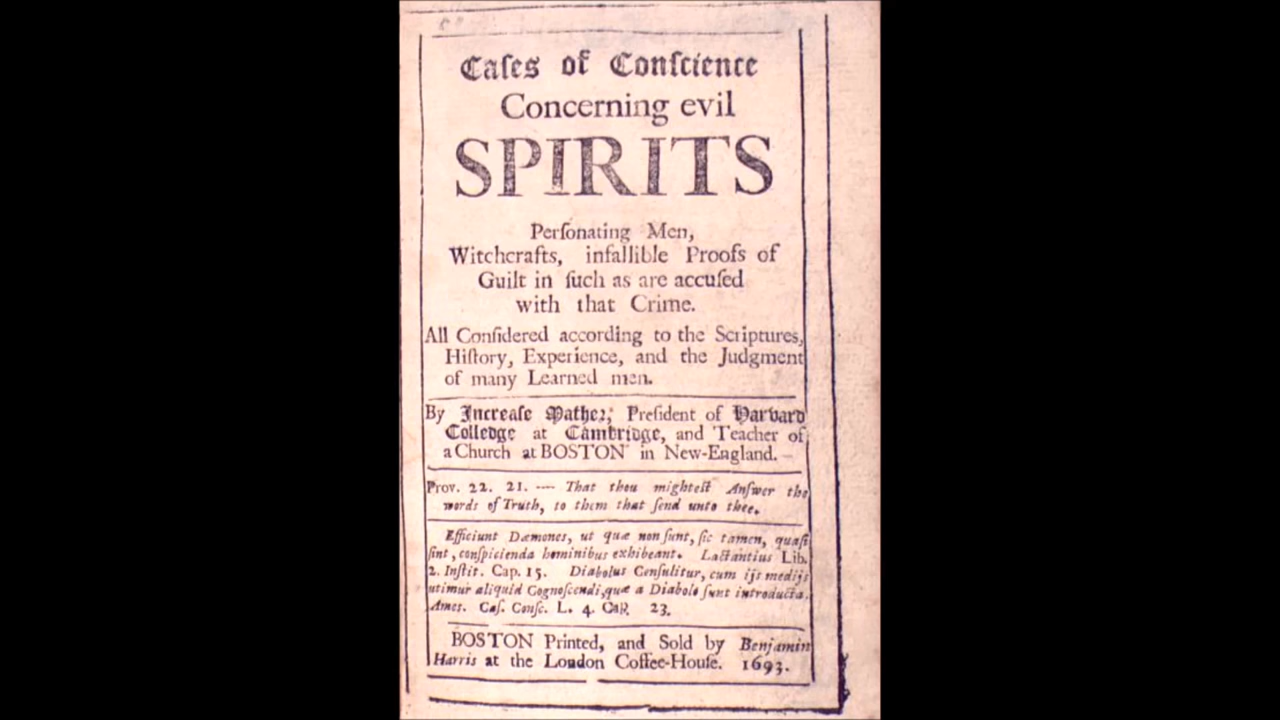 Caſes of Conſcience
Concerning evil
SPIRITS
Perſonating Men,
Witchcrafts, infallible Proofs of
Guilt in ſuch as are accuſed
with that Crime.
All Conſidered according to the Scriptures,
Hiſtory, Experience, and the Judgment
of many Learned men.
By Increaſe Mather, Preſident of Harvard
Colledge at Cambridge, and Teacher of
a Church at BOSTON in New-England.
Prov. 22. 21. ---- That thou mighteſt Anſwer the
words of Truth, to them that ſend unto thee.
Efficiunt Dæmones, ut quæ non ſunt, ſic tamen, quaſi
ſint, conſpicienda hominibus exhibeant. Lactantius Lib.
2. Inſtit. Cap. 15. Diabolus Conſulitur, cum ijs medijs
utimur aliquid Cognoſcendi, quæ a Diabolo ſunt introducta.
Ames. Caſ. Conſc. L. 4. Cap. 23.
BOSTON Printed, and Sold by Benjamin
Harris at the London Coffee-Houſe. 1693.